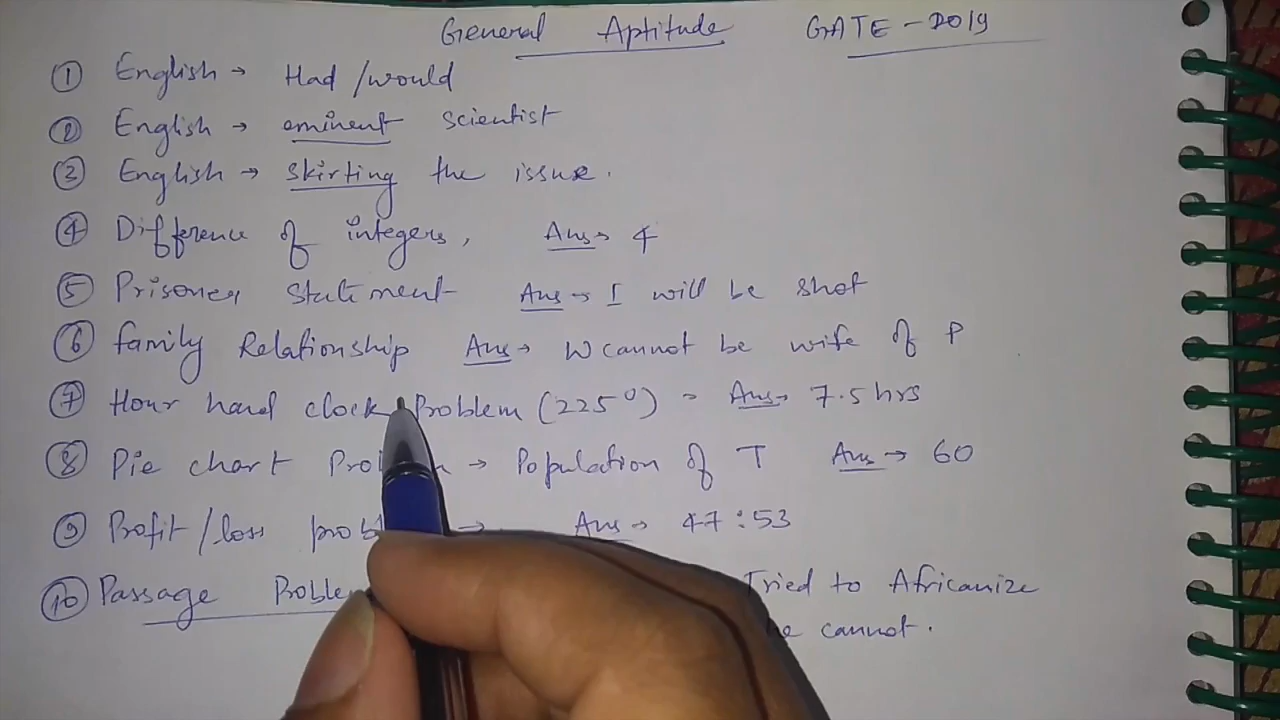 General Aptitude GATE-2019
① English → Had/would
② English → eminent scientist
③ English → skirting the issue.
④ Difference of integers, Ans → 4
⑤ Prisoner Statement Ans → I will be shot
⑥ family Relationship Ans → W cannot be wife of P
⑦ Hour hand clock Problem (225°) - Ans → 7.5 hrs
⑧ Pie chart → Population of T Ans → 60
⑨ Profit/loss → Ans → 47:53
⑩ Passage Tried to Africanize
cannot.